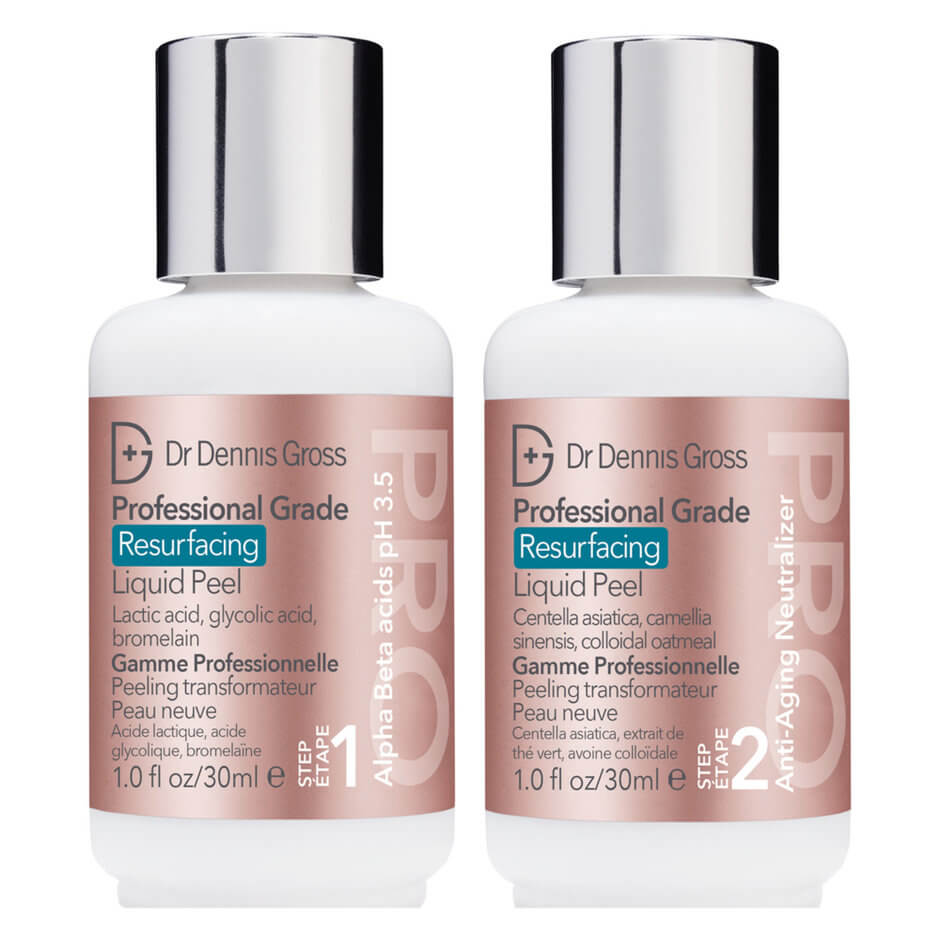 Dr Dennis Gross
Professional Grade
Resurfacing
Liquid Peel
Lactic acid, glycolic acid,
bromelain
Gamme Professionnelle
Peeling transformateur
Peau neuve
Acide lactique, acide
glycolique, bromelaïne
1.0 fl oz/30ml e
STEP
ÉTAPE
1
Alpha Beta acids pH 3.5
PRO
Dr Dennis Gross
Professional Grade
Resurfacing
Liquid Peel
Centella asiatica, camellia
sinensis, colloidal oatmeal
Gamme Professionnelle
Peeling transformateur
Peau neuve
Centella asiatica, extrait de
thé vert, avoine colloïdale
1.0 fl oz/30ml e
STEP
ÉTAPE
2
Anti-Aging Neutralizer
PRO